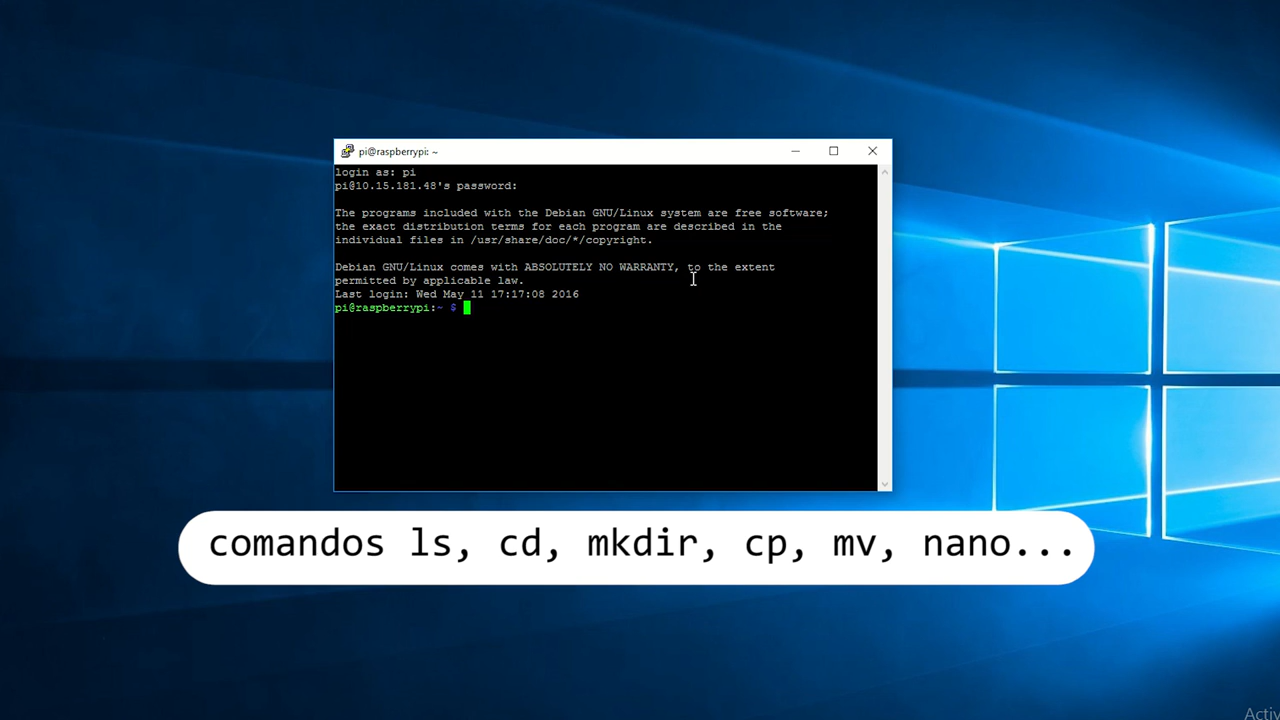 pi@raspberrypi: ~
login as: pi
pi@10.15.181.48's password:
The programs included with the Debian GNU/Linux system are free software;
the exact distribution terms for each program are described in the
individual files in /usr/share/doc/*/copyright.
Debian GNU/Linux comes with ABSOLUTELY NO WARRANTY, to the extent
permitted by applicable law.
Last login: Wed May 11 17:17:08 2016
pi@raspberrypi:~ $
comandos ls, cd, mkdir, cp, mv, nano...